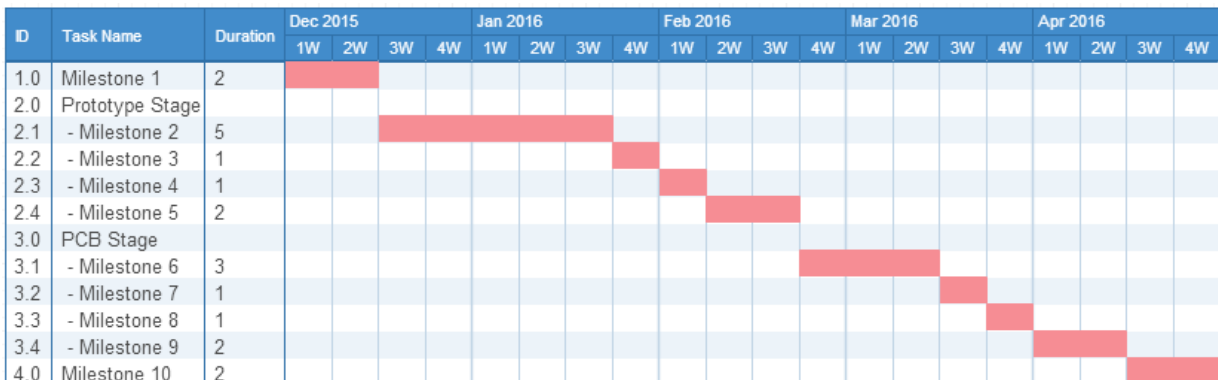 ID Task Name Duration Dec 2015 Jan 2016 Feb 2016 Mar 2016 Apr 2016
1W 2W 3W 4W 1W 2W 3W 4W 1W 2W 3W 4W 1W 2W 3W 4W 1W 2W 3W 4W
1.0 Milestone 1 2
2.0 Prototype Stage
2.1 - Milestone 2 5
2.2 - Milestone 3 1
2.3 - Milestone 4 1
2.4 - Milestone 5 2
3.0 PCB Stage
3.1 - Milestone 6 3
3.2 - Milestone 7 1
3.3 - Milestone 8 1
3.4 - Milestone 9 2
4.0 Milestone 10 2